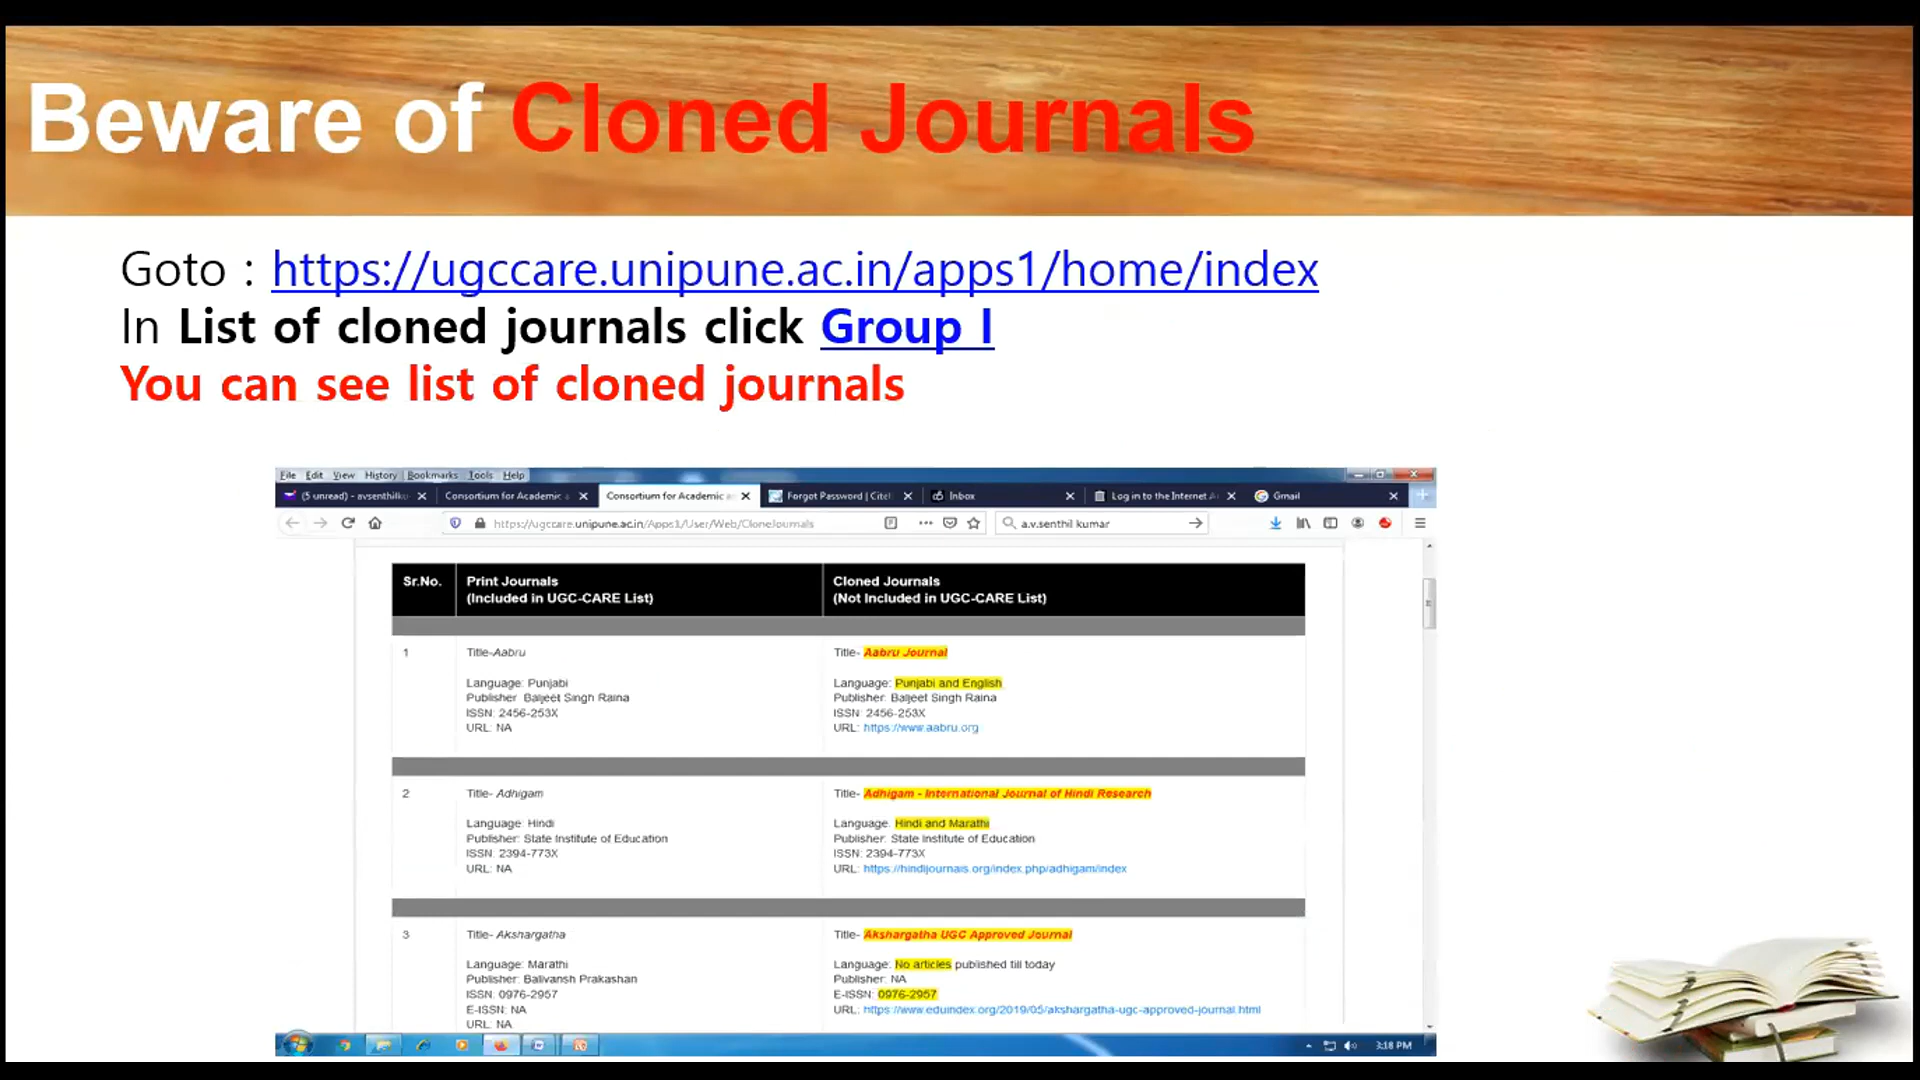 Beware of Cloned Journals
Goto : https://ugccare.unipune.ac.in/apps1/home/index
In List of cloned journals click Group I
You can see list of cloned journals
File Edit View History Bookmarks Tools Help
(5 unread) - avsenthilku Consortium for Academic a Consortium for Academic a Forgot Password | Cite Inbox Log in to the Internet A Gmail
https://ugccare.unipune.ac.in/Apps1/User/Web/CloneJournals a.v.senthil kumar
Sr.No. Print Journals Cloned Journals
(Included in UGC-CARE List) (Not Included in UGC-CARE List)
1 Title-Aabru Title- Aabru Journal
Language: Punjabi Language: Punjabi and English
Publisher: Baljeet Singh Raina Publisher: Baljeet Singh Raina
ISSN: 2456-253X ISSN: 2456-253X
URL: NA URL: https://www.aabru.org
2 Title- Adhigam Title- Adhigam - International Journal of Hindi Research
Language: Hindi Language: Hindi and Marathi
Publisher: State Institute of Education Publisher: State Institute of Education
ISSN: 2394-773X ISSN: 2394-773X
URL: NA URL: https://hindijournals.org/index.php/adhigam/index
3 Title- Akshargatha Title- Akshargatha UGC Approved Journal
Language: Marathi Language: No articles published till today
Publisher: Balivansh Prakashan Publisher: NA
ISSN: 0976-2957 E-ISSN: 0976-2957
E-ISSN: NA URL: https://www.eduindex.org/2019/05/akshargatha-ugc-approved-journal.html
URL: NA
3:18 PM